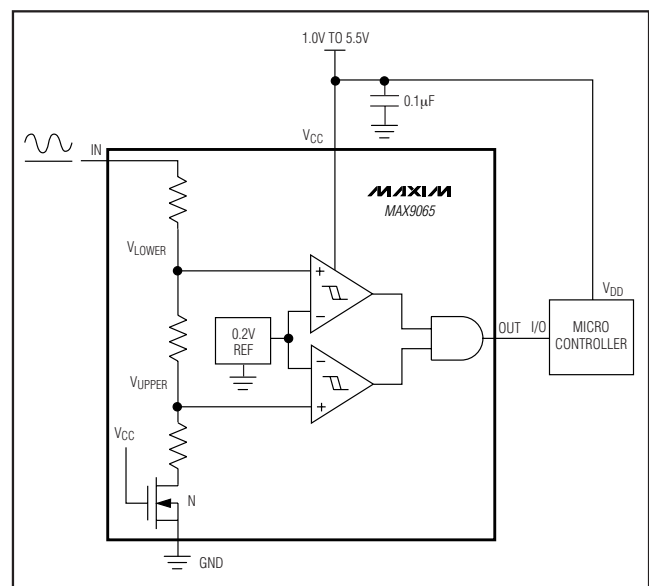 1.0V TO 5.5V
0.1µF
VCC
IN
MAXIM
MAX9065
VLOWER
+
−
0.2V
REF
−
+
OUT I/O
VDD
MICRO
CONTROLLER
VUPPER
VCC
N
GND